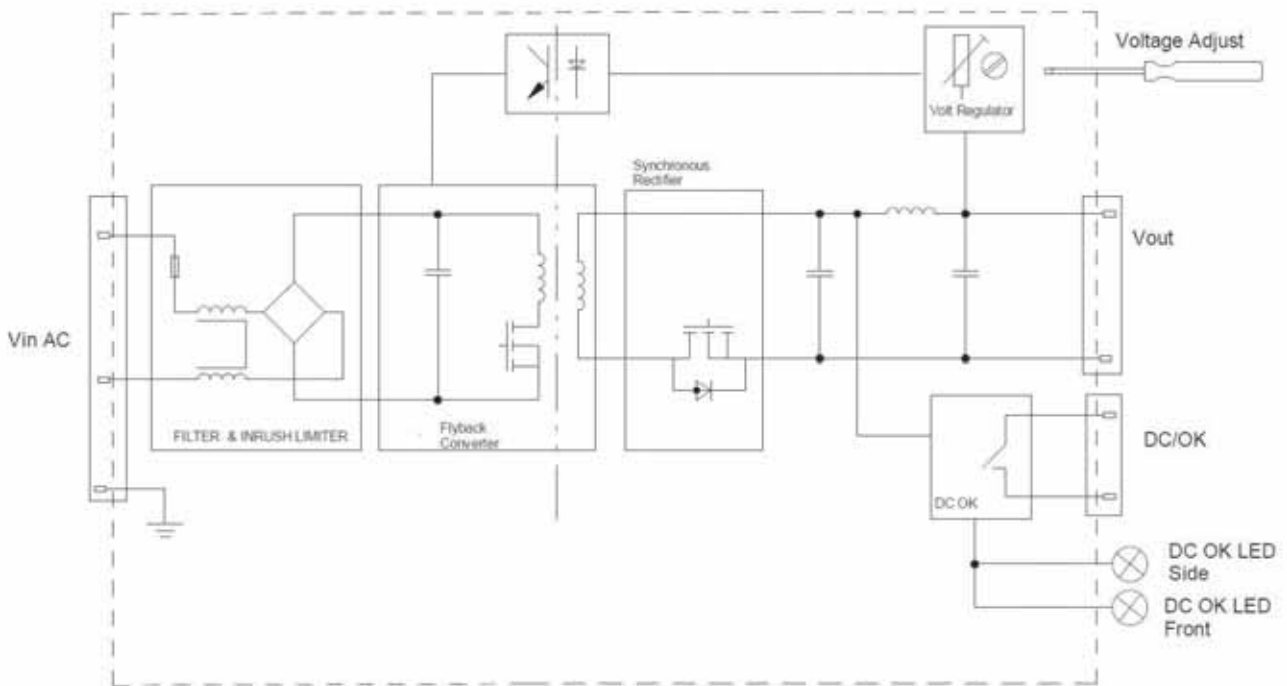 Voltage Adjust
Volt Regulator
Synchronous
Rectifier
Vout
Vin AC
FILTER & INRUSH LIMITER
Flyback
Converter
DC/OK
DC OK
DC OK LED
Side
DC OK LED
Front